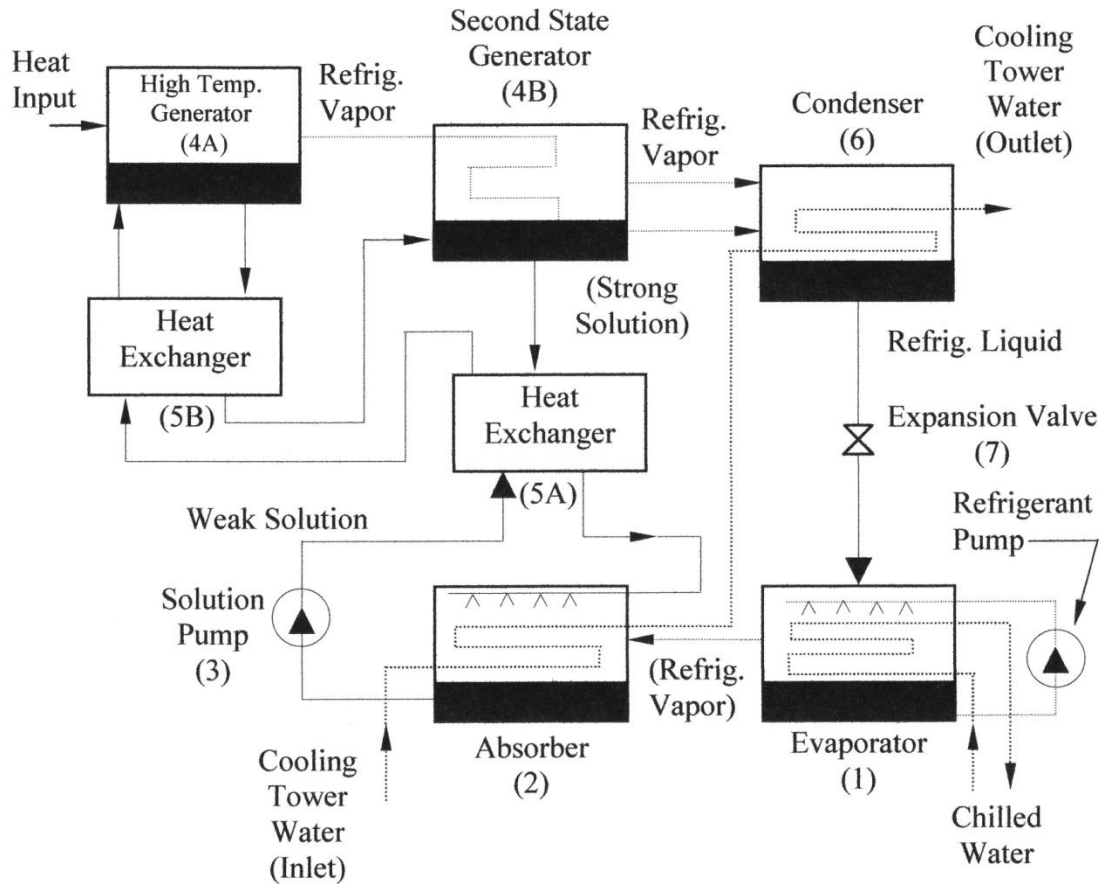 Heat
Input
High Temp.
Generator
(4A)
Refrig.
Vapor
Second State
Generator
(4B)
Refrig.
Vapor
Condenser
(6)
Cooling
Tower
Water
(Outlet)
Heat
Exchanger
(5B)
(Strong
Solution)
Heat
Exchanger
(5A)
Refrig. Liquid
Expansion Valve
(7)
Refrigerant
Pump
Weak Solution
Solution
Pump
(3)
(Refrig.
Vapor)
Absorber
(2)
Evaporator
(1)
Cooling
Tower
Water
(Inlet)
Chilled
Water